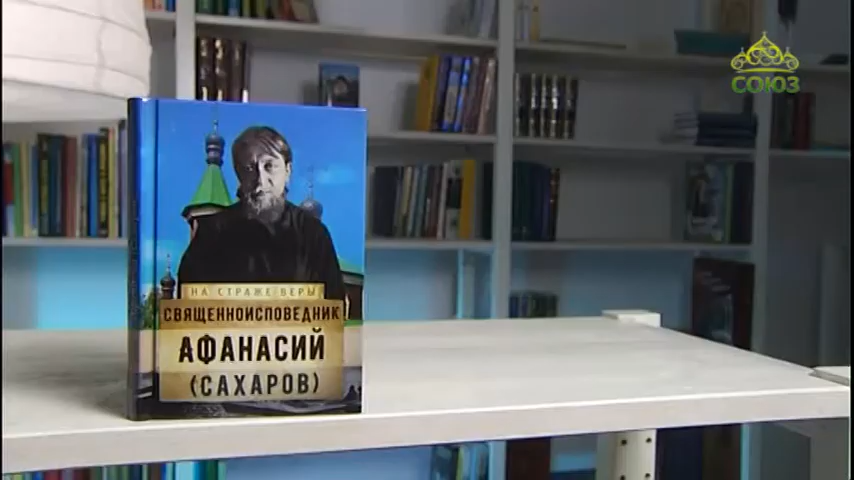 СОЮЗ
НА СТРАЖЕ ВЕРЫ
СВЯЩЕННОИСПОВЕДНИК
АФАНАСИЙ
(САХАРОВ)